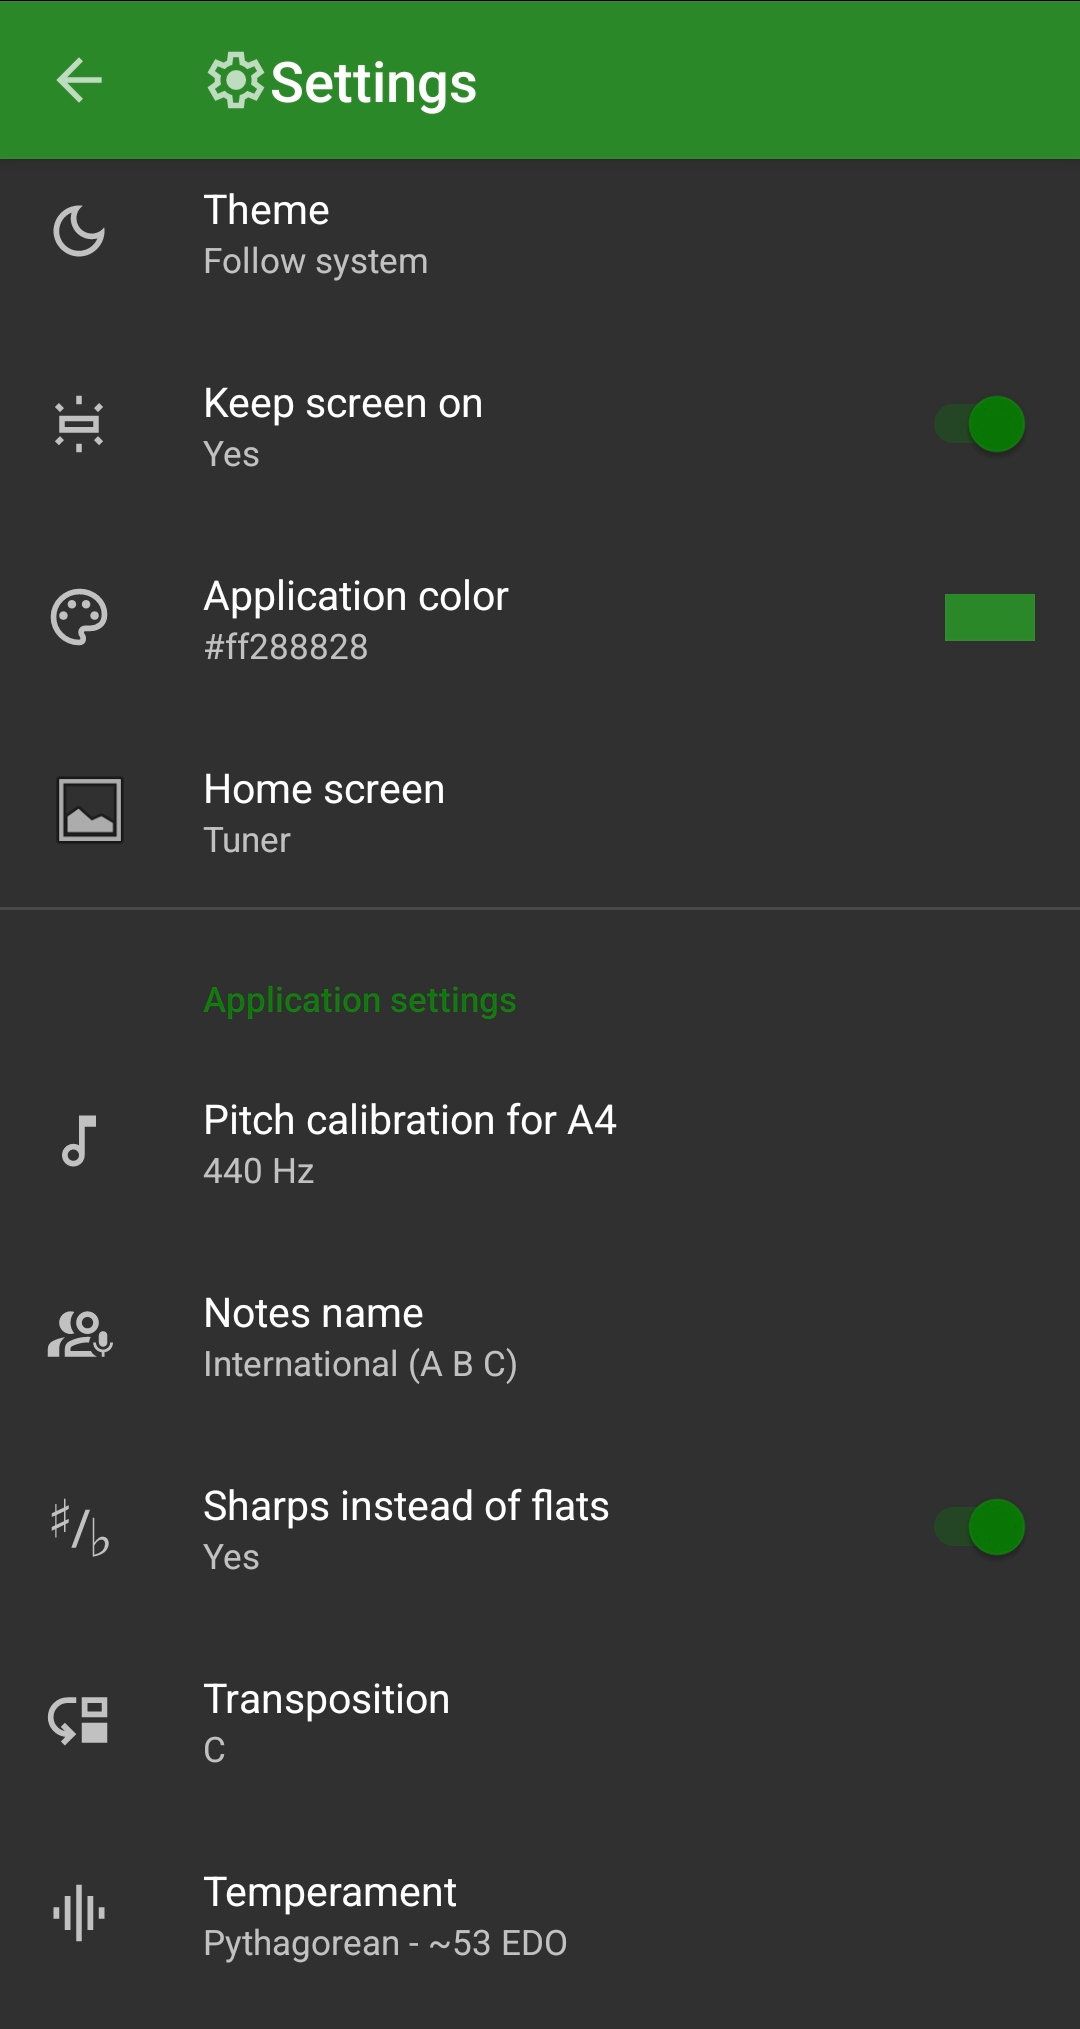 Settings
Theme
Follow system
Keep screen on
Yes
Application color
#ff288828
Home screen
Tuner
Application settings
Pitch calibration for A4
440 Hz
Notes name
International (A B C)
♯/♭
Sharps instead of flats
Yes
Transposition
C
Temperament
Pythagorean - ~53 EDO